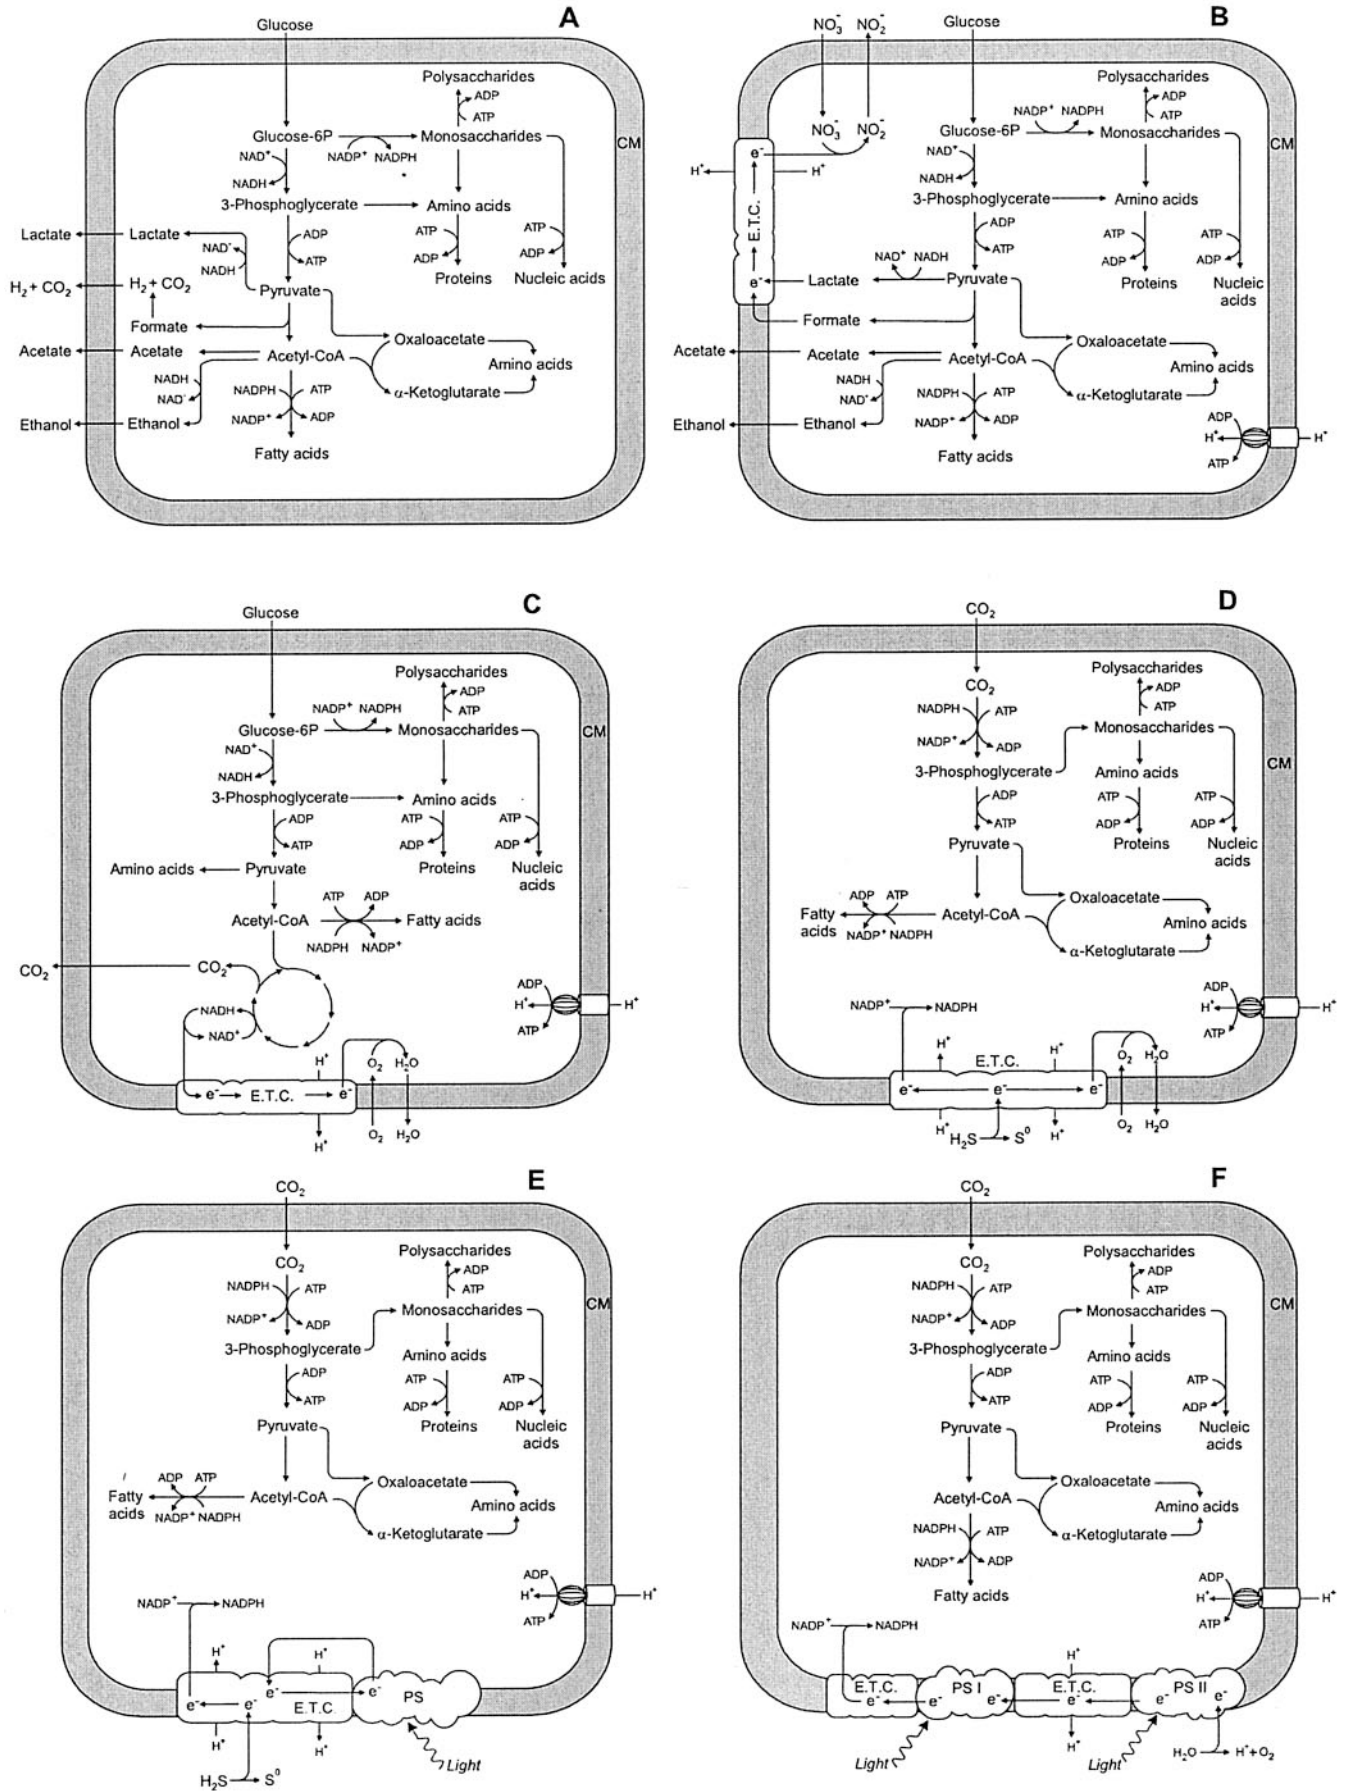 A
Glucose
Polysaccharides
ADP
ATP
Glucose-6P
Monosaccharides
CM
NAD⁺
NADP⁺ NADPH
NADH
3-Phosphoglycerate
Amino acids
Lactate
Lactate
NAD⁺
ADP
ATP
ATP
NADH
ATP
ADP
ADP
H₂ + CO₂
H₂ + CO₂
Pyruvate
Proteins
Nucleic acids
Formate
Oxaloacetate
Acetate
Acetate
Acetyl-CoA
Amino acids
NADH
NADPH
ATP
α-Ketoglutarate
NAD⁺
NADP⁺
ADP
Ethanol
Ethanol
Fatty acids
B
NO₃⁻
NO₂⁻
Glucose
Polysaccharides
ADP
NADP⁺ NADPH
ATP
NO₃⁻
NO₂⁻
Glucose-6P
Monosaccharides
CM
e⁻
NAD⁺
H⁺
H⁺
NADH
3-Phosphoglycerate
Amino acids
E.T.C.
ADP
ATP
ATP
ATP
ADP
ADP
NAD⁺ NADH
e⁻
Lactate
Pyruvate
Proteins
Nucleic
acids
Formate
Oxaloacetate
Acetate
Acetate
Acetyl-CoA
Amino acids
NADH
NADPH
ATP
α-Ketoglutarate
NAD⁺
NADP⁺
ADP
ADP
Ethanol
Ethanol
H⁺
H⁺
Fatty acids
ATP
C
Glucose
Polysaccharides
ADP
NADP⁺ NADPH
ATP
Glucose-6P
Monosaccharides
CM
NAD⁺
NADH
3-Phosphoglycerate
Amino acids
ADP
ATP
ATP
ATP
ADP
ADP
Amino acids
Pyruvate
Proteins
Nucleic
acids
ATP
ADP
Acetyl-CoA
Fatty acids
NADPH
NADP⁺
CO₂
CO₂
ADP
NADH
H⁺
H⁺
NAD⁺
ATP
H⁺
O₂
H₂O
e⁻
E.T.C.
e⁻
H⁺
O₂
H₂O
D
CO₂
Polysaccharides
CO₂
ADP
NADPH
ATP
ATP
Monosaccharides
NADP⁺
ADP
CM
3-Phosphoglycerate
Amino acids
ADP
ATP
ATP
ATP
ADP
ADP
Pyruvate
Proteins
Nucleic
acids
ADP
ATP
Oxaloacetate
Fatty
acids
Acetyl-CoA
Amino acids
NADP⁺ NADPH
α-Ketoglutarate
ADP
NADP⁺
NADPH
H⁺
H⁺
ATP
H⁺
H⁺
E.T.C.
O₂
H₂O
e⁻
e⁻
e⁻
H⁺
H₂S
S⁰
H⁺
O₂
H₂O
E
CO₂
Polysaccharides
CO₂
ADP
NADPH
ATP
ATP
Monosaccharides
CM
NADP⁺
ADP
3-Phosphoglycerate
Amino acids
ADP
ATP
ATP
ATP
ADP
ADP
Pyruvate
Proteins
Nucleic
acids
ADP
ATP
Oxaloacetate
Fatty
acids
Acetyl-CoA
Amino acids
NADP⁺ NADPH
α-Ketoglutarate
ADP
NADP⁺
NADPH
H⁺
H⁺
ATP
H⁺
H⁺
e⁻
e⁻
e⁻
e⁻
E.T.C.
PS
H⁺
H⁺
Light
H₂S
S⁰
F
CO₂
Polysaccharides
CO₂
ADP
NADPH
ATP
ATP
Monosaccharides
CM
NADP⁺
ADP
3-Phosphoglycerate
Amino acids
ADP
ATP
ATP
ATP
ADP
ADP
Pyruvate
Proteins
Nucleic
acids
Oxaloacetate
Acetyl-CoA
Amino acids
NADPH
ATP
α-Ketoglutarate
NADP⁺
ADP
ADP
Fatty acids
H⁺
H⁺
NADP⁺
NADPH
ATP
H⁺
E.T.C.
PS I
E.T.C.
PS II
e⁻
e⁻
e⁻
e⁻
e⁻
e⁻
H⁺
Light
Light
H₂O
H⁺+O₂